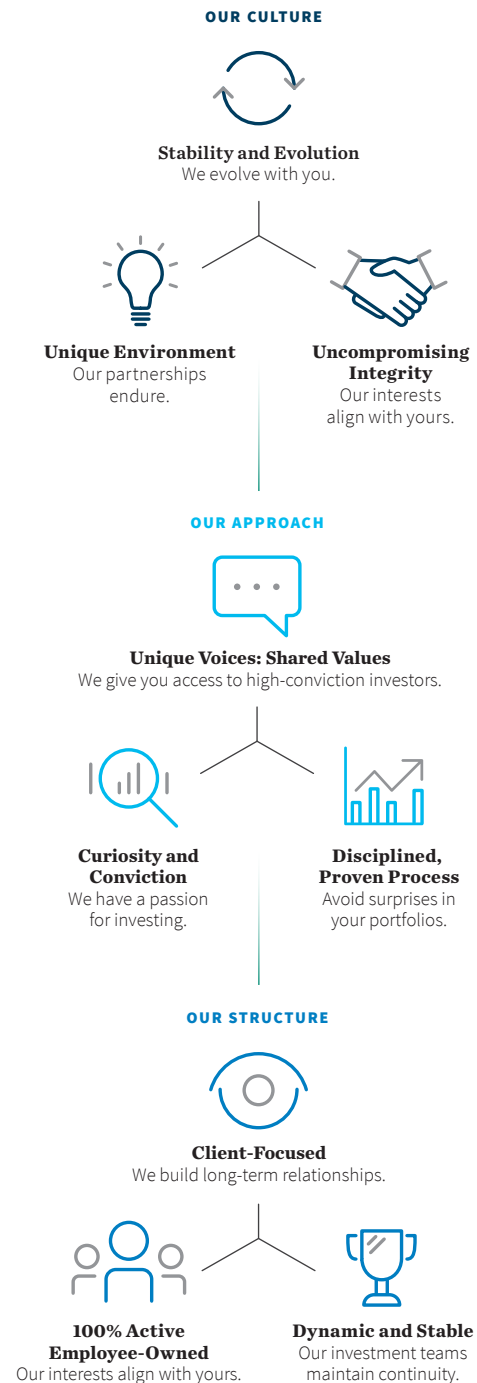 OUR CULTURE
Stability and Evolution
We evolve with you.
Unique Environment
Our partnerships
endure.
Uncompromising
Integrity
Our interests
align with yours.
OUR APPROACH
Unique Voices: Shared Values
We give you access to high-conviction investors.
Curiosity and
Conviction
We have a passion
for investing.
Disciplined,
Proven Process
Avoid surprises in
your portfolios.
OUR STRUCTURE
Client-Focused
We build long-term relationships.
100% Active
Employee-Owned
Our interests align with yours.
Dynamic and Stable
Our investment teams
maintain continuity.